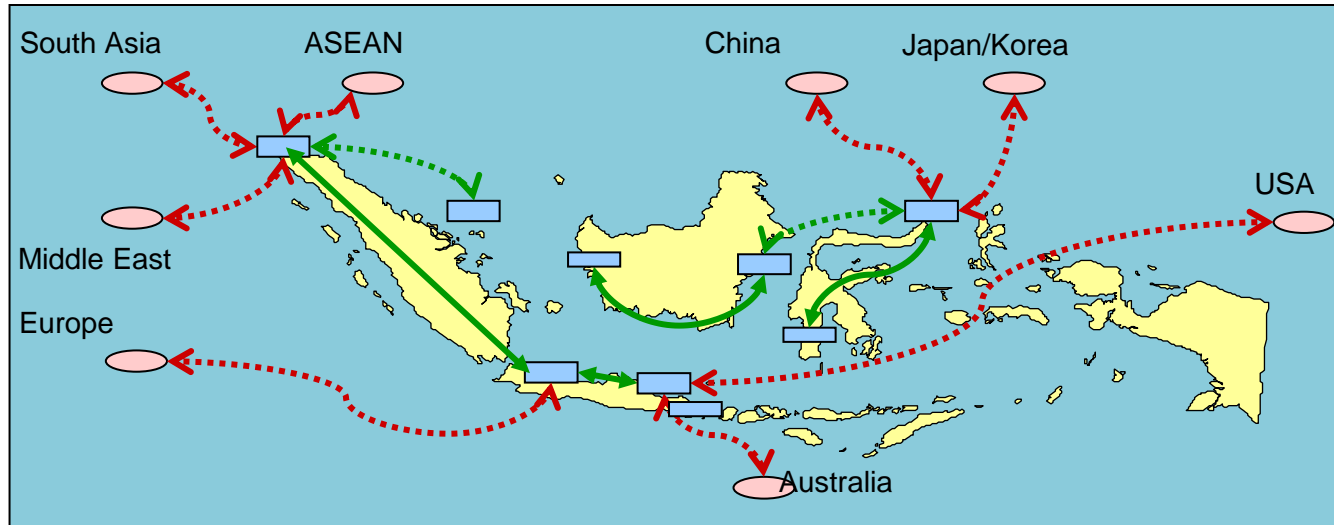 South Asia
ASEAN
China
Japan/Korea
USA
Middle East
Europe
Australia